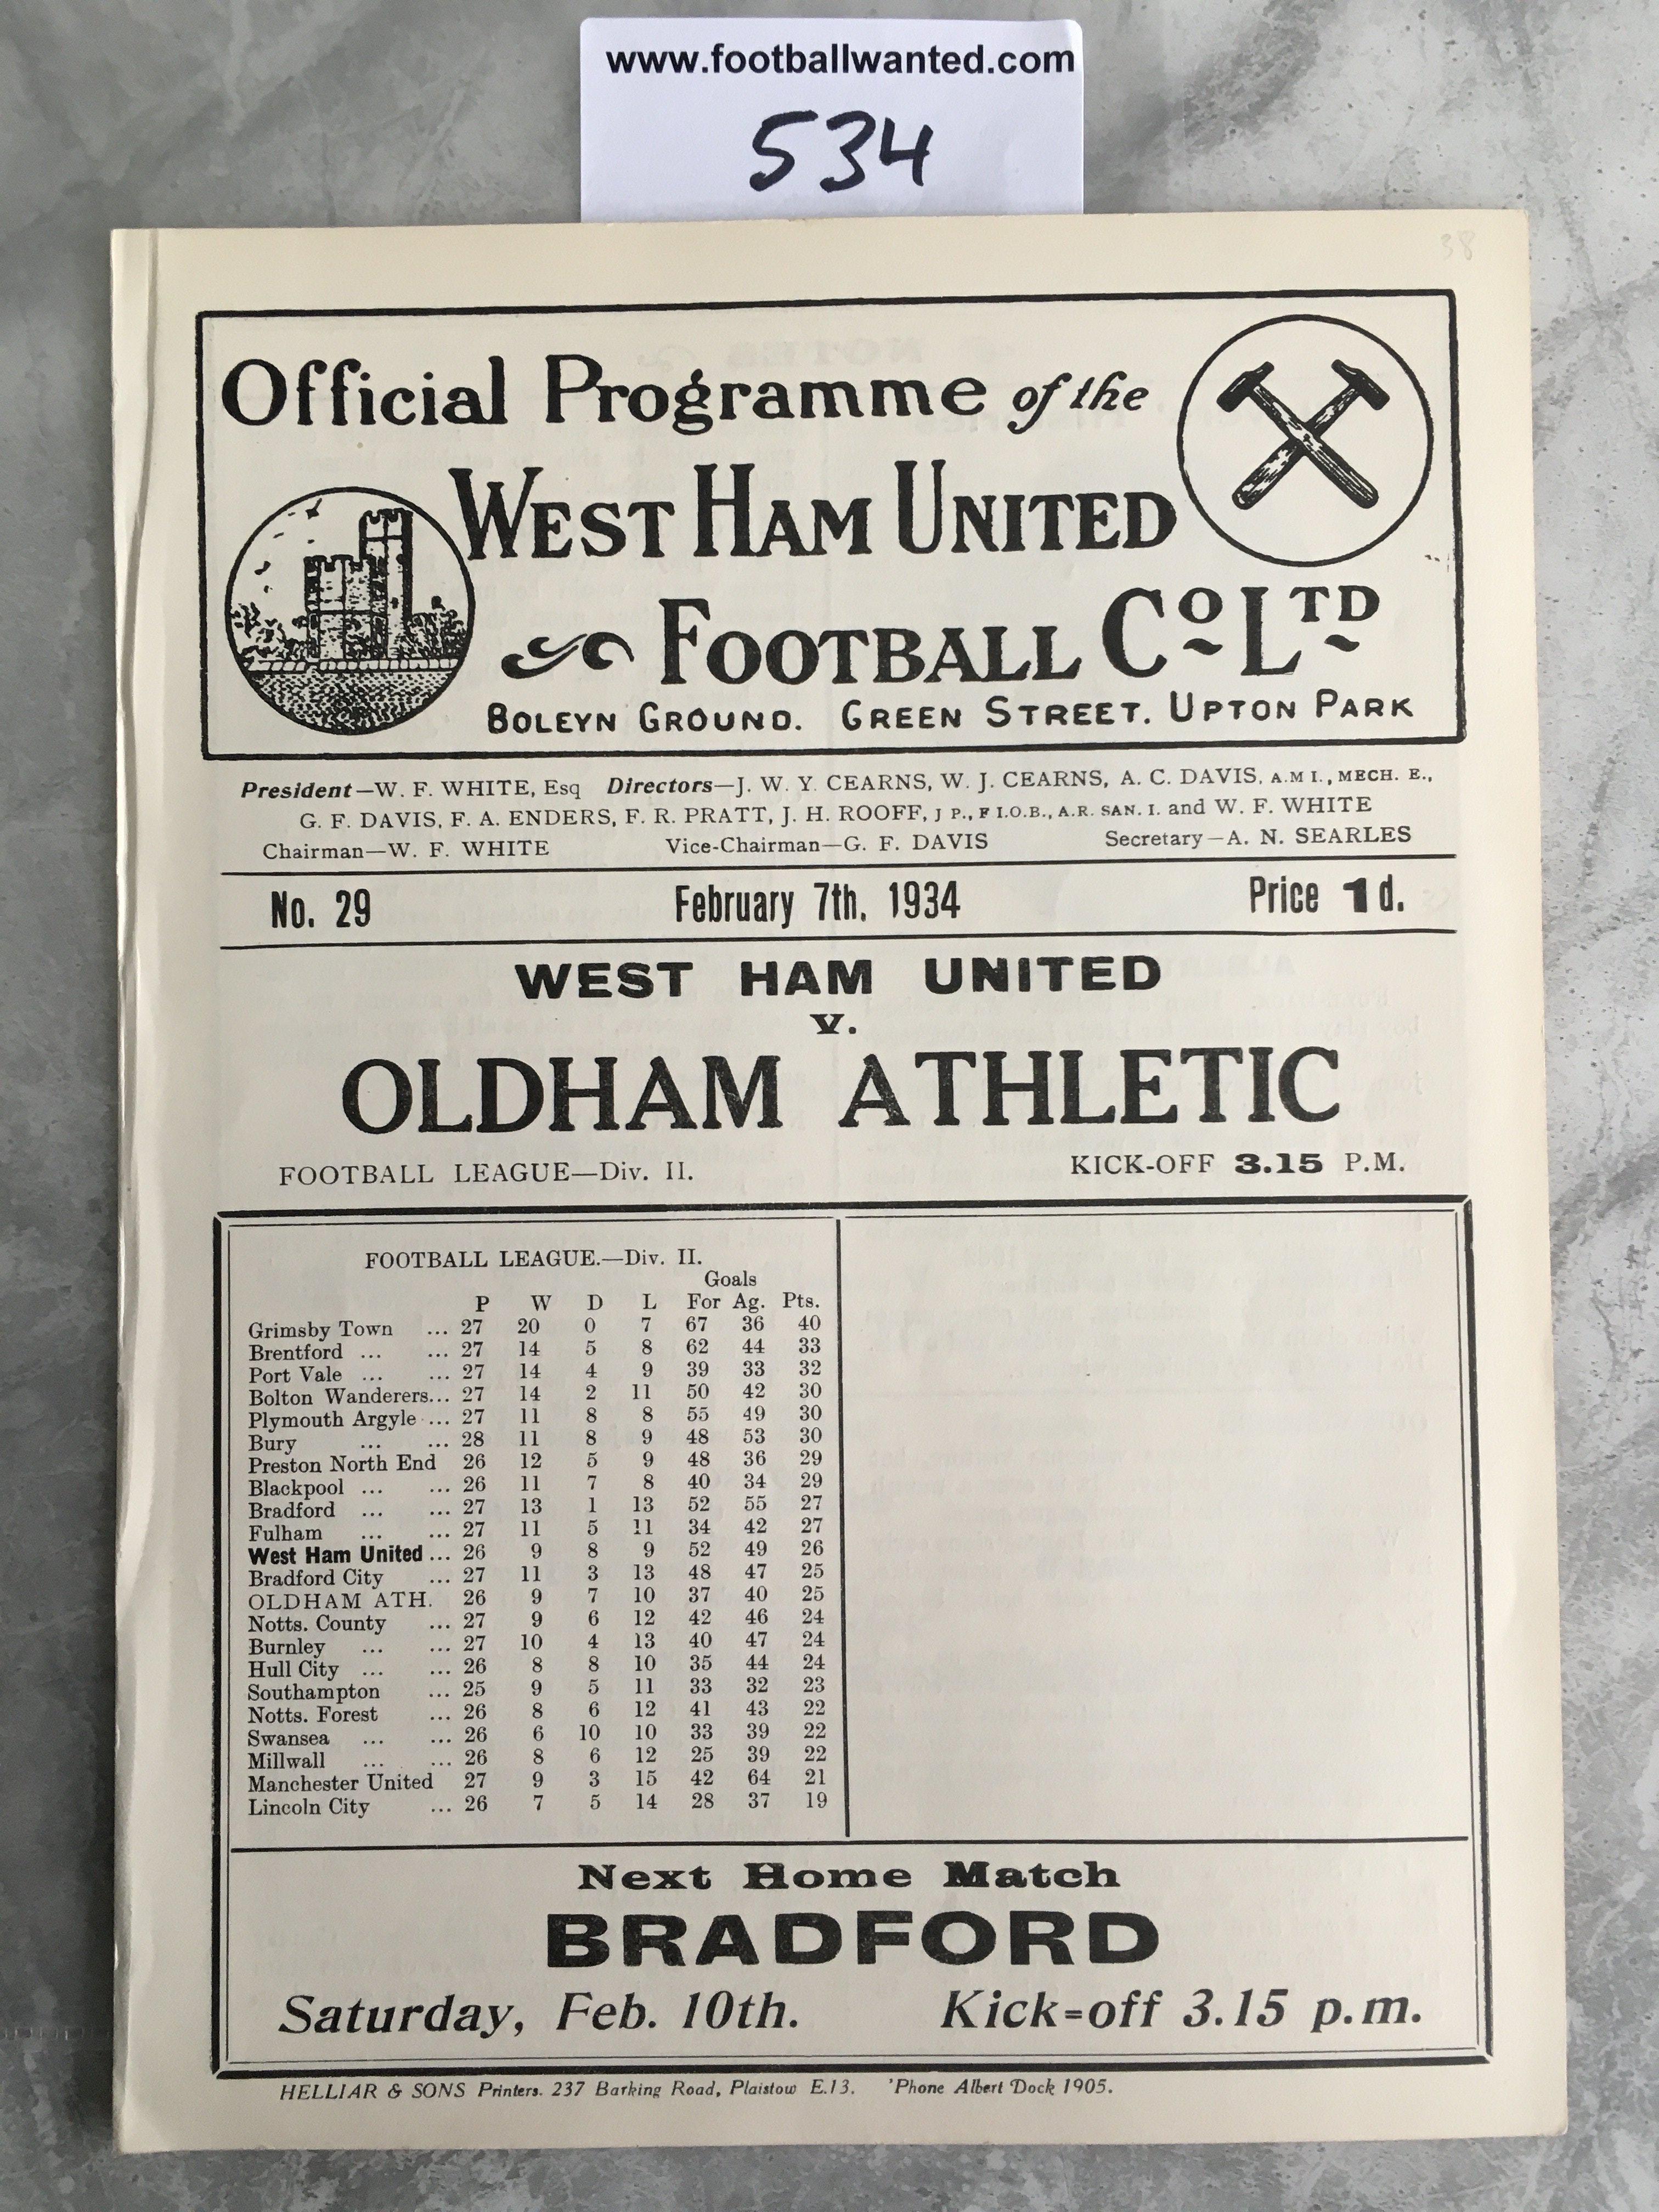 www.footballwanted.com
534
38
Official Programme of the
WEST HAM UNITED
FOOTBALL Co LTD
BOLEYN GROUND. GREEN STREET. UPTON PARK
President—W. F. WHITE, Esq Directors—J. W. Y. CEARNS, W. J. CEARNS, A. C. DAVIS, A.M I., MECH. E.,
G. F. DAVIS, F. A. ENDERS, F. R. PRATT, J. H. ROOFF, J P., F I.O.B., A.R. SAN. I. and W. F. WHITE
Chairman—W. F. WHITE Vice-Chairman—G. F. DAVIS Secretary—A. N. SEARLES
No. 29 February 7th, 1934 Price 1d.
WEST HAM UNITED
v.
OLDHAM ATHLETIC
FOOTBALL LEAGUE—Div. II. KICK-OFF 3.15 P.M.
FOOTBALL LEAGUE.—Div. II.
Goals
P W D L For Ag. Pts.
Grimsby Town ... 27 20 0 7 67 36 40
Brentford ... ... 27 14 5 8 62 44 33
Port Vale ... ... 27 14 4 9 39 33 32
Bolton Wanderers... 27 14 2 11 50 42 30
Plymouth Argyle ... 27 11 8 8 55 49 30
Bury ... ... 28 11 8 9 48 53 30
Preston North End 26 12 5 9 48 36 29
Blackpool ... ... 26 11 7 8 40 34 29
Bradford ... ... 27 13 1 13 52 55 27
Fulham ... ... 27 11 5 11 34 42 27
West Ham United ... 26 9 8 9 52 49 26
Bradford City ... 27 11 3 13 48 47 25
OLDHAM ATH. 26 9 7 10 37 40 25
Notts. County ... 27 9 6 12 42 46 24
Burnley ... ... 27 10 4 13 40 47 24
Hull City ... ... 26 8 8 10 35 44 24
Southampton ... 25 9 5 11 33 32 23
Notts. Forest ... 26 8 6 12 41 43 22
Swansea ... ... 26 6 10 10 33 39 22
Millwall ... ... 26 8 6 12 25 39 22
Manchester United 27 9 3 15 42 64 21
Lincoln City ... 26 7 5 14 28 37 19
Next Home Match
BRADFORD
Saturday, Feb. 10th. Kick=off 3.15 p.m.
HELLIAR & SONS Printers. 237 Barking Road, Plaistow E.13. 'Phone Albert Dock 1905.